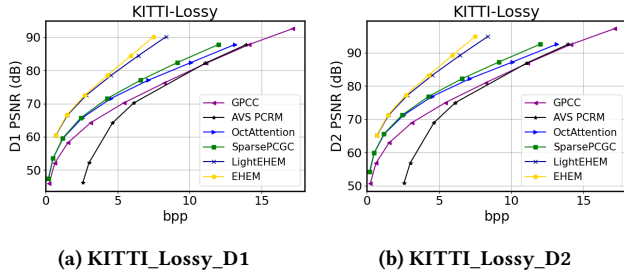 KITTI-Lossy
D1 PSNR (dB)
90
80
70
60
50
GPCC
AVS PCRM
OctAttention
SparsePCGC
LightEHEM
EHEM
0
5
10
15
bpp
(a) KITTI_Lossy_D1
KITTI-Lossy
D2 PSNR (dB)
90
80
70
60
50
GPCC
AVS PCRM
OctAttention
SparsePCGC
LightEHEM
EHEM
0
5
10
15
bpp
(b) KITTI_Lossy_D2